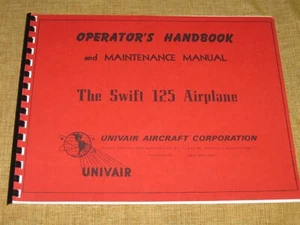 OPERATOR'S HANDBOOK
and MAINTENANCE MANUAL
The Swift 125 Airplane
UNIVAIR AIRCRAFT CORPORATION
UNIVAIR